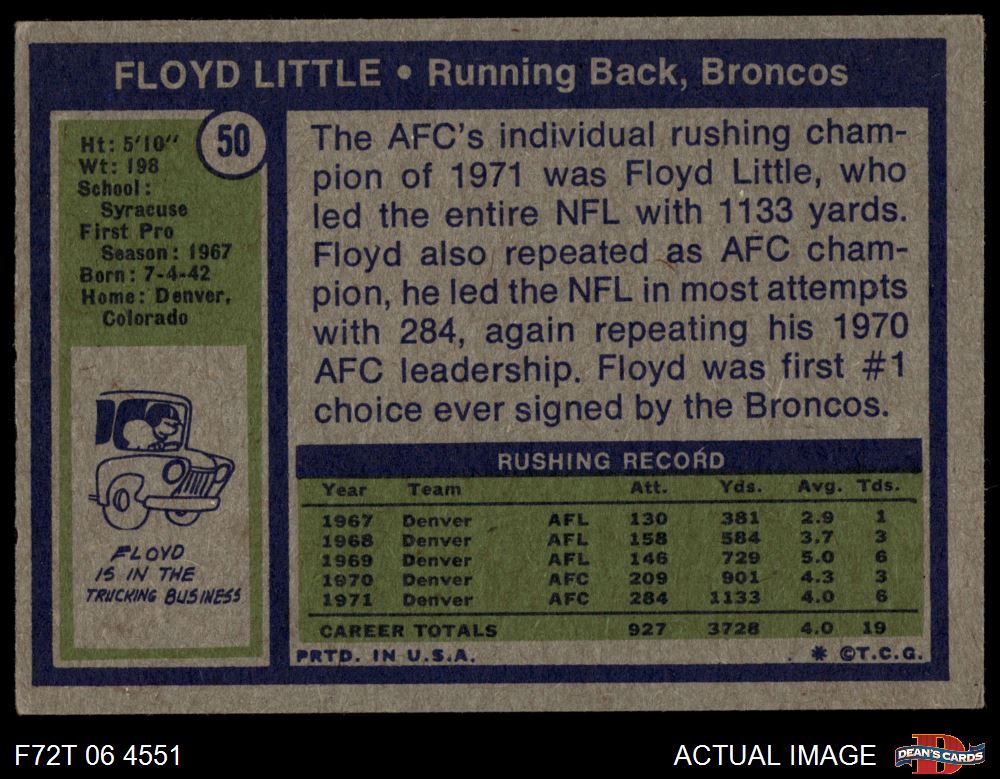 FLOYD LITTLE • Running Back, Broncos
50
Ht: 5'10"
Wt: 198
School:
Syracuse
First Pro
Season: 1967
Born: 7-4-42
Home: Denver,
Colorado
FLOYD
IS IN THE
TRUCKING BUSINESS
The AFC's individual rushing cham-
pion of 1971 was Floyd Little, who
led the entire NFL with 1133 yards.
Floyd also repeated as AFC cham-
pion, he led the NFL in most attempts
with 284, again repeating his 1970
AFC leadership. Floyd was first #1
choice ever signed by the Broncos.
RUSHING RECORD
Year Team Att. Yds. Avg. Tds.
1967 Denver AFL 130 381 2.9 1
1968 Denver AFL 158 584 3.7 3
1969 Denver AFL 146 729 5.0 6
1970 Denver AFC 209 901 4.3 3
1971 Denver AFC 284 1133 4.0 6
CAREER TOTALS 927 3728 4.0 19
PRTD. IN U.S.A. * ©T.C.G.
F72T 06 4551 ACTUAL IMAGE DEAN'S CARDS